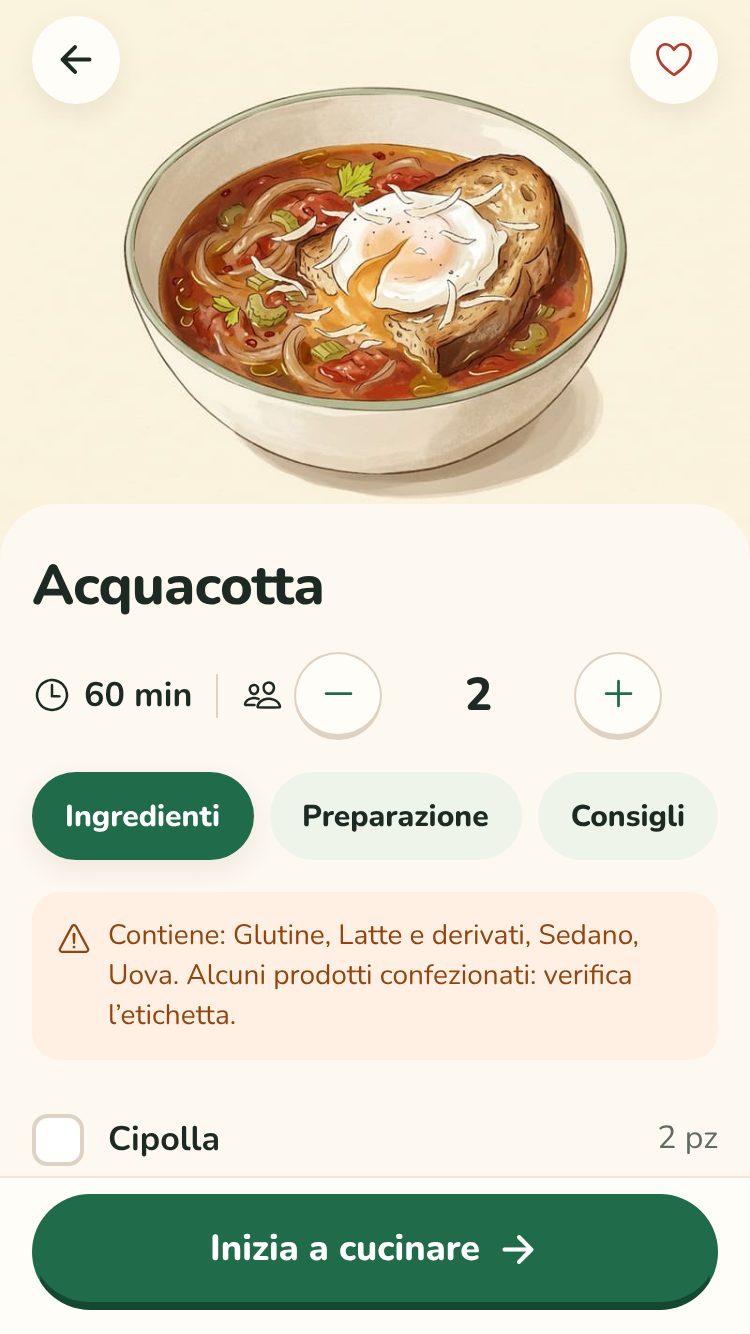 Acquacotta
60 min
2
Ingredienti
Preparazione
Consigli
Contiene: Glutine, Latte e derivati, Sedano,
Uova. Alcuni prodotti confezionati: verifica
l’etichetta.
Cipolla
2 pz
Inizia a cucinare